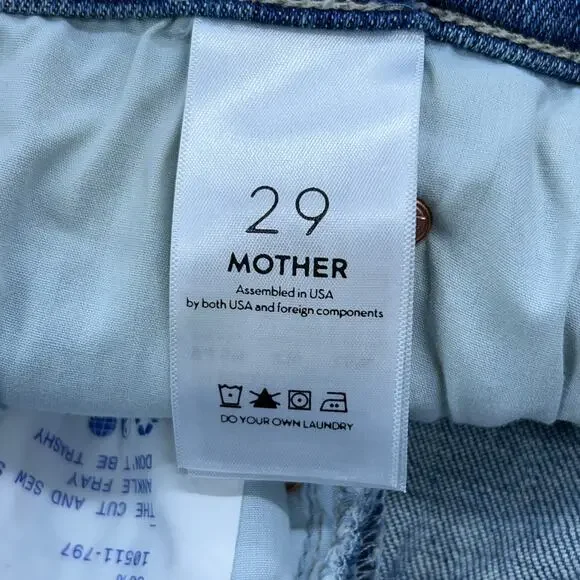 29
MOTHER
Assembled in USA
by both USA and foreign components
DO YOUR OWN LAUNDRY
10511-797
THE CUT AND SEW
ANKLE FRAY
DON'T BE TRASHY